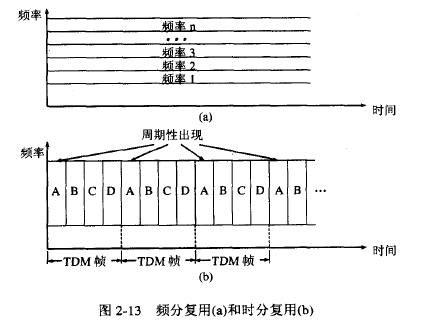 频率
频率 n
•••
频率 3
频率 2
频率 1
时间
(a)
周期性出现
频率
A B C D A B C D A B C D A B ···
时间
TDM 帧 TDM 帧 TDM 帧
(b)
图 2-13 频分复用(a)和时分复用(b)